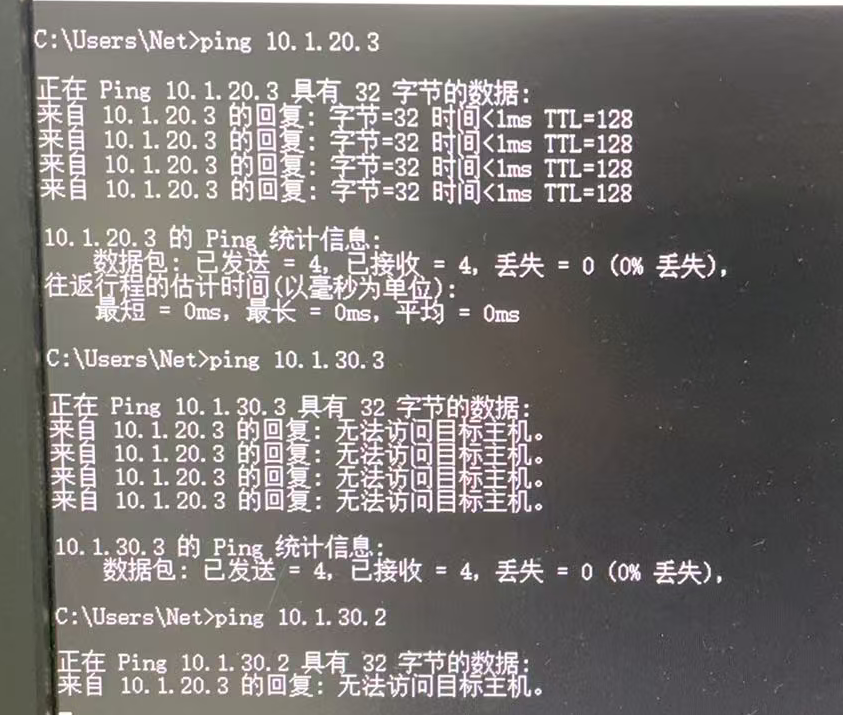 C:\Users\Net>ping 10.1.20.3
正在 Ping 10.1.20.3 具有 32 字节的数据:
来自 10.1.20.3 的回复: 字节=32 时间<1ms TTL=128
来自 10.1.20.3 的回复: 字节=32 时间<1ms TTL=128
来自 10.1.20.3 的回复: 字节=32 时间<1ms TTL=128
来自 10.1.20.3 的回复: 字节=32 时间<1ms TTL=128
10.1.20.3 的 Ping 统计信息:
数据包: 已发送 = 4, 已接收 = 4, 丢失 = 0 (0% 丢失),
往返行程的估计时间(以毫秒为单位):
最短 = 0ms, 最长 = 0ms, 平均 = 0ms
C:\Users\Net>ping 10.1.30.3
正在 Ping 10.1.30.3 具有 32 字节的数据:
来自 10.1.20.3 的回复: 无法访问目标主机。
来自 10.1.20.3 的回复: 无法访问目标主机。
来自 10.1.20.3 的回复: 无法访问目标主机。
来自 10.1.20.3 的回复: 无法访问目标主机。
10.1.30.3 的 Ping 统计信息:
数据包: 已发送 = 4, 已接收 = 4, 丢失 = 0 (0% 丢失),
C:\Users\Net>ping 10.1.30.2
正在 Ping 10.1.30.2 具有 32 字节的数据:
来自 10.1.20.3 的回复: 无法访问目标主机。